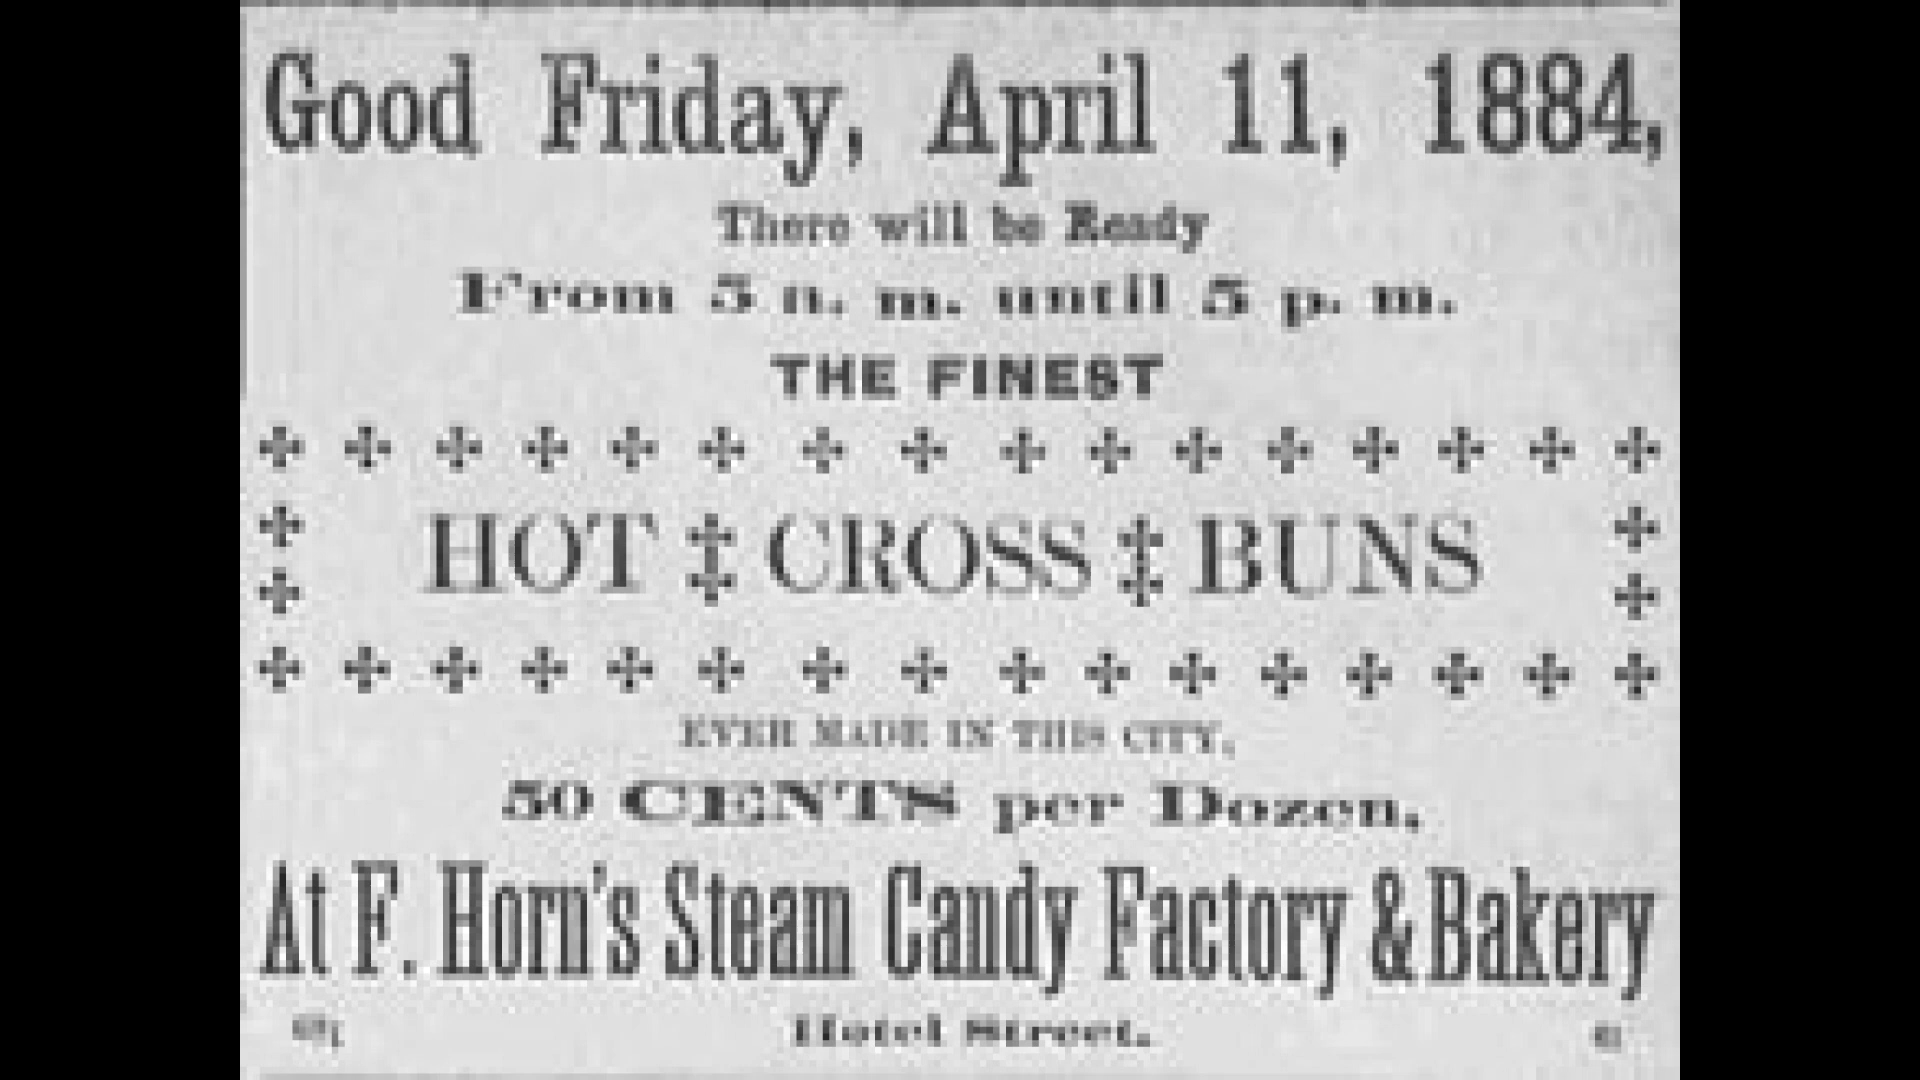 Good Friday, April 11, 1884,
There will be Ready
From 5 a. m. until 5 p. m.
THE FINEST
HOT ‡ CROSS ‡ BUNS
EVER MADE IN THIS CITY,
50 CENTS per Dozen,
At F. Horn's Steam Candy Factory & Bakery
Hotel Street.